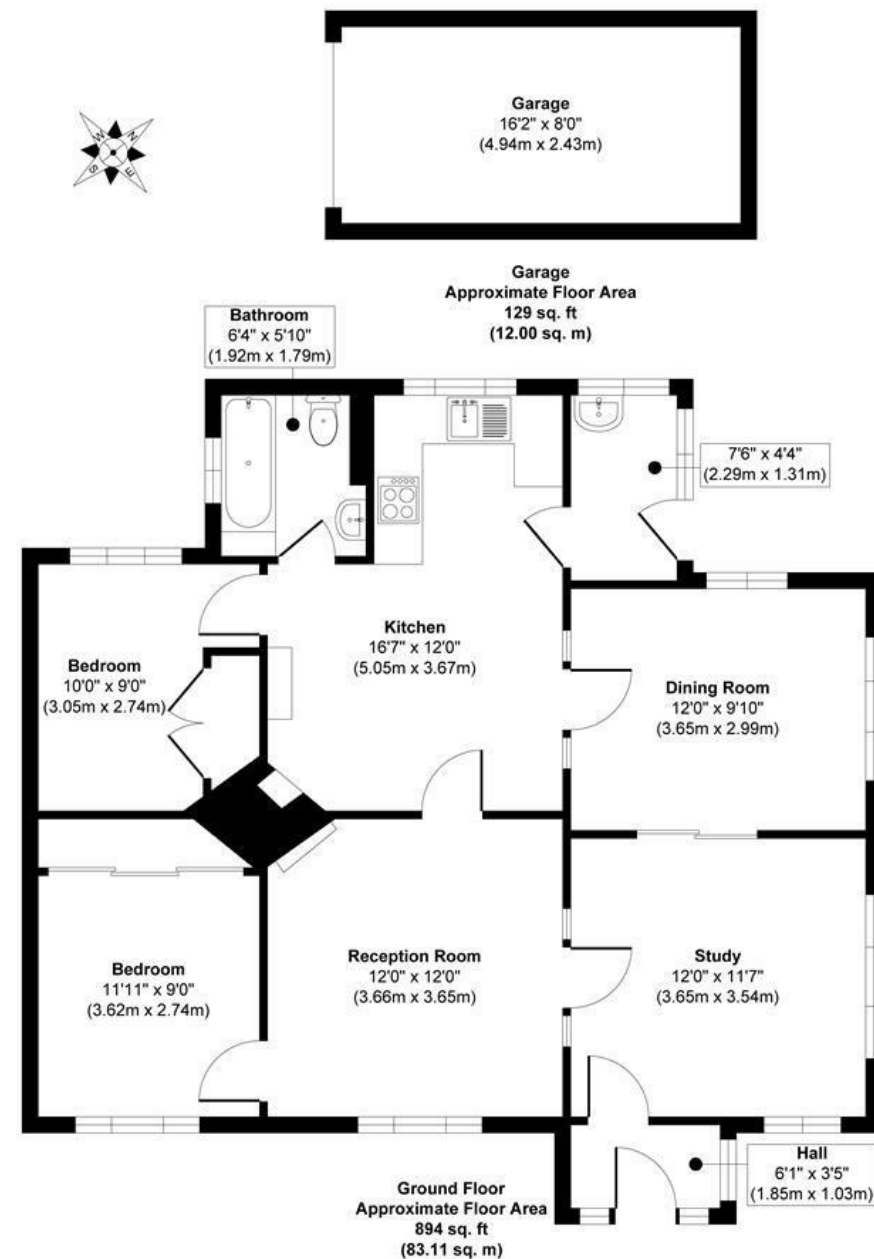 Garage
16'2" x 8'0"
(4.94m x 2.43m)
W
N
S
E
Garage
Approximate Floor Area
129 sq. ft
(12.00 sq. m)
Bathroom
6'4" x 5'10"
(1.92m x 1.79m)
7'6" x 4'4"
(2.29m x 1.31m)
Kitchen
16'7" x 12'0"
(5.05m x 3.67m)
Bedroom
10'0" x 9'0"
(3.05m x 2.74m)
Dining Room
12'0" x 9'10"
(3.65m x 2.99m)
Bedroom
11'11" x 9'0"
(3.62m x 2.74m)
Reception Room
12'0" x 12'0"
(3.66m x 3.65m)
Study
12'0" x 11'7"
(3.65m x 3.54m)
Hall
6'1" x 3'5"
(1.85m x 1.03m)
Ground Floor
Approximate Floor Area
894 sq. ft
(83.11 sq. m)